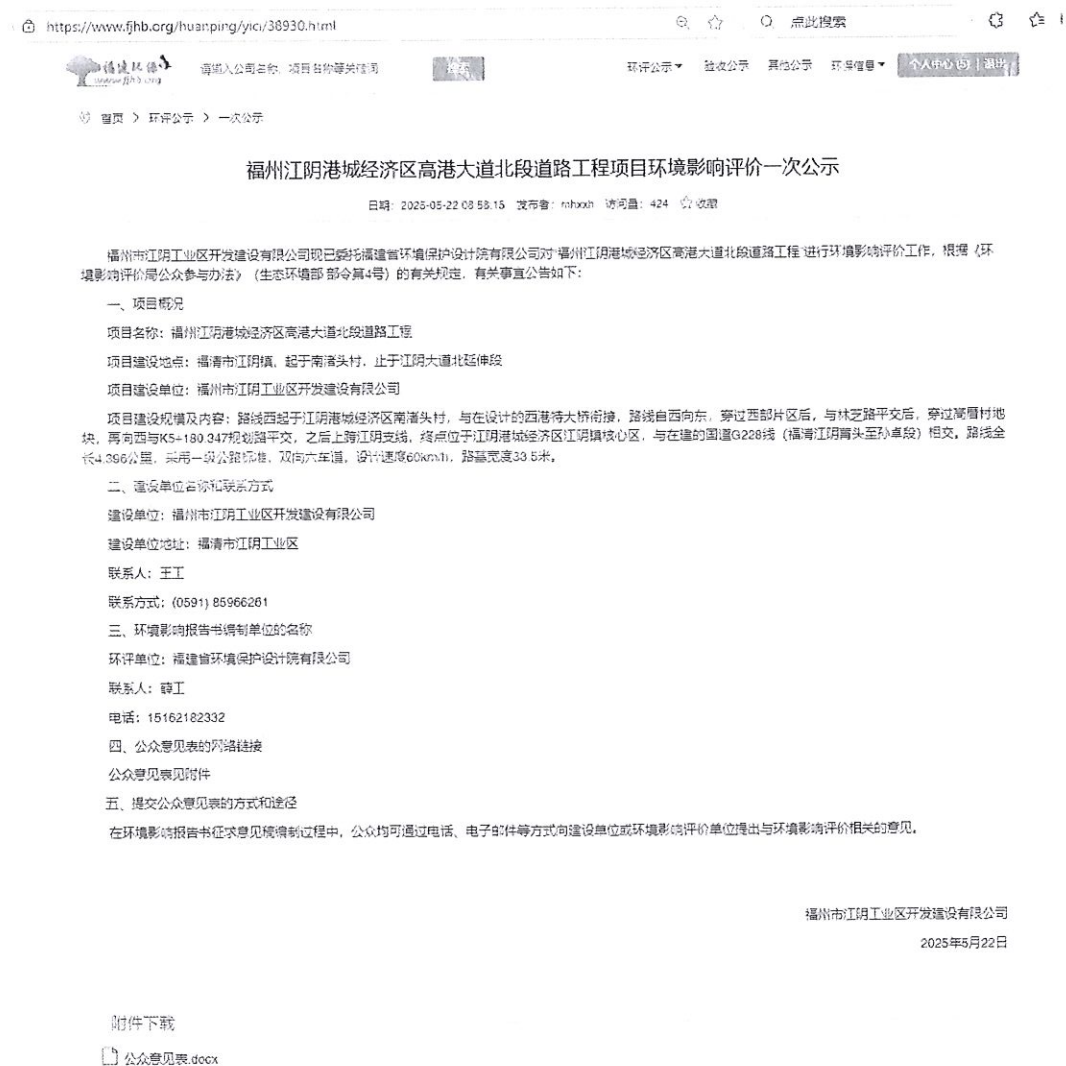 https://www.fjhb.org/huanping/yici/38930.html
点此搜索
福建环保
www.fjhb.org
请输入公司名称、项目名称等关键词
搜索
环评公示
验收公示
其他公示
环保信息
个人中心 (5) | 退出
首页 > 环评公示 > 一次公示
福州江阴港城经济区高港大道北段道路工程项目环境影响评价一次公示
日期: 2025-05-22 08:58:15 发布者: 访问量: 424 收藏
福州市江阴工业区开发建设有限公司现已委托福建省环境保护设计院有限公司对“福州江阴港城经济区高港大道北段道路工程”进行环境影响评价工作，根据《环
境影响评价局公众参与办法》（生态环境部 部令第4号）的有关规定，有关事宜公告如下：
一、项目概况
项目名称：福州江阴港城经济区高港大道北段道路工程
项目建设地点：福清市江阴镇，起于南渚头村，止于江阴大道北延伸段
项目建设单位：福州市江阴工业区开发建设有限公司
项目建设规模及内容：路线西起于江阴港城经济区南渚头村，与在设计的西港特大桥衔接，路线自西向东，穿过西部片区后，与林芝路平交后，穿过高厝村地
块，再向西与K5+180.347规划路平交，之后上跨江阴支线，终点位于江阴港城经济区江阴镇核心区，与在建的国道G228线（福清江阴菁头至孙卓段）相交。路线全
长4.396公里，采用一级公路标准，双向六车道，设计速度60km/h，路基宽度33.5米。
二、建设单位名称和联系方式
建设单位：福州市江阴工业区开发建设有限公司
建设单位地址：福清市江阴工业区
联系人：王工
联系方式：(0591) 85966261
三、环境影响报告书编制单位的名称
环评单位：福建省环境保护设计院有限公司
联系人：薛工
电话：15162182332
四、公众意见表的网络链接
公众意见表见附件
五、提交公众意见表的方式和途径
在环境影响报告书征求意见稿编制过程中，公众均可通过电话、电子邮件等方式向建设单位或环境影响评价单位提出与环境影响评价相关的意见。
福州市江阴工业区开发建设有限公司
2025年5月22日
附件下载
公众意见表.docx